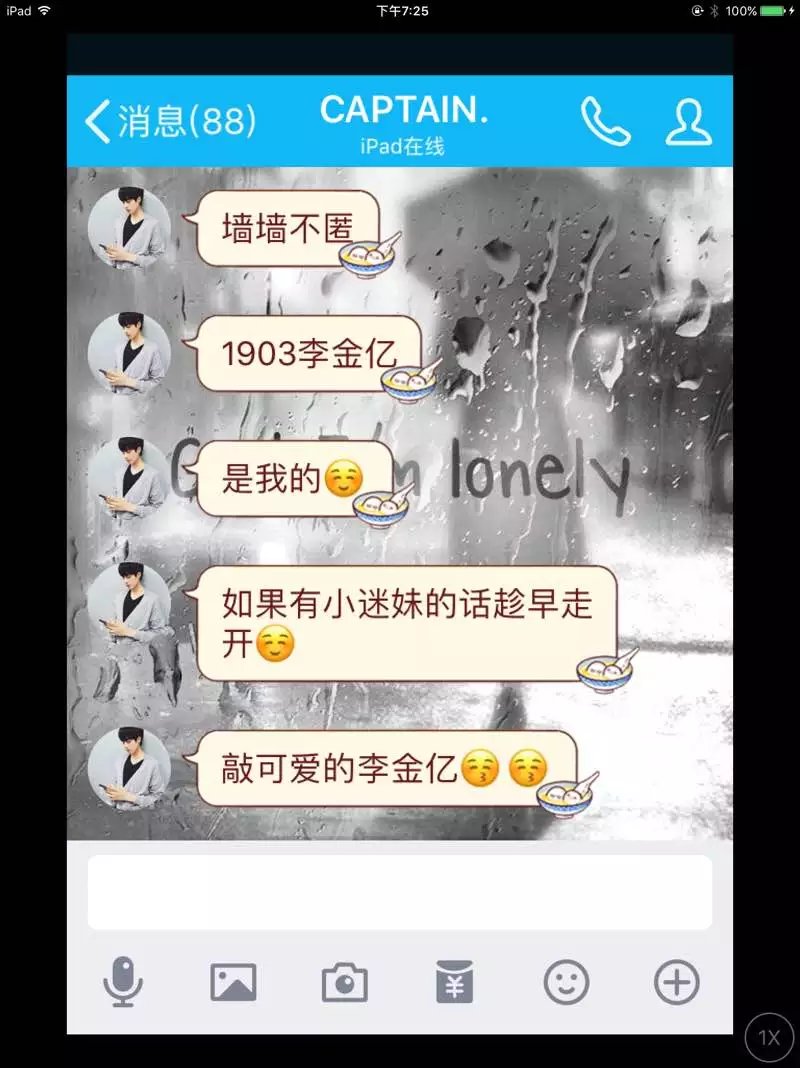 iPad
下午7:25
100%
消息(88)
CAPTAIN.
iPad在线
墙墙不匿
1903李金亿
是我的☺️
lonely
如果有小迷妹的话趁早走
开☺️
敲可爱的李金亿😚😚
¥
1X